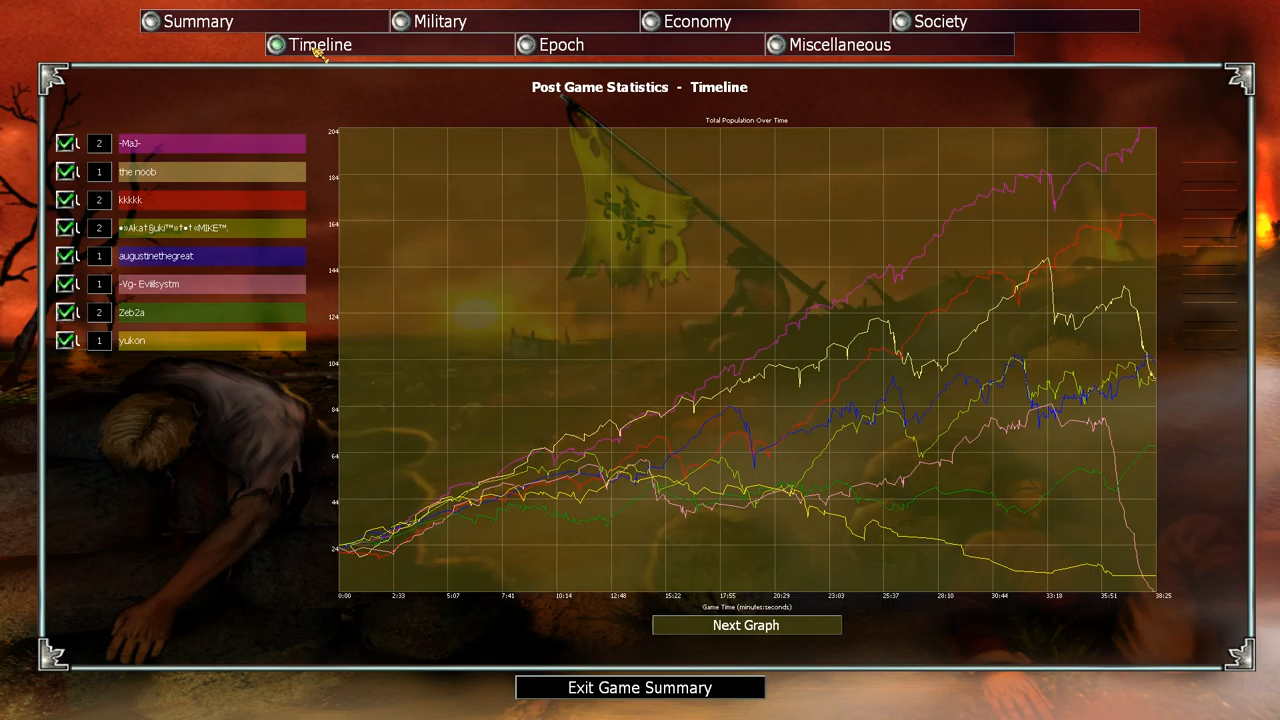 Summary
Military
Economy
Society
Timeline
Epoch
Miscellaneous
Post Game Statistics - Timeline
Total Population Over Time
2 -MaJ-
1 the noob
2 kkkkk
2 •»Aka†§uki™»†•†«MIKE™.
1 augustinethegreat
1 -Vg- Eviilsystm
2 Zeb2a
1 yukon
204
184
164
144
124
104
84
64
44
24
0:00 2:33 5:07 7:41 10:14 12:48 15:22 17:55 20:29 23:03 25:37 28:10 30:44 33:18 35:51 38:25
Game Time (minutes:seconds)
Next Graph
Exit Game Summary